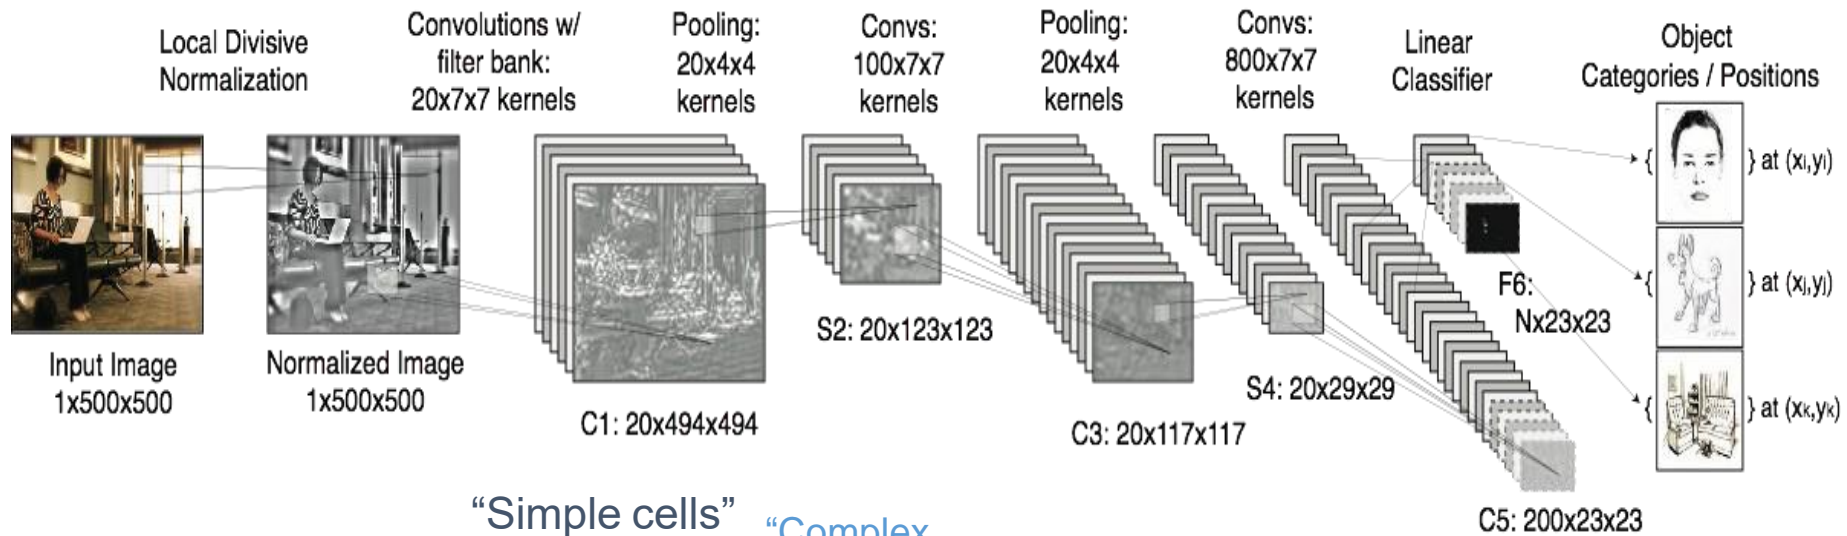 Local Divisive
Normalization
Convolutions w/
filter bank:
20x7x7 kernels
Pooling:
20x4x4
kernels
Convs:
100x7x7
kernels
Pooling:
20x4x4
kernels
Convs:
800x7x7
kernels
Linear
Classifier
Object
Categories / Positions
{ } at (xi,yi)
{ } at (xj,yj)
{ } at (xk,yk)
Input Image
1x500x500
Normalized Image
1x500x500
C1: 20x494x494
S2: 20x123x123
C3: 20x117x117
S4: 20x29x29
C5: 200x23x23
F6:
Nx23x23
“Simple cells”
“Complex